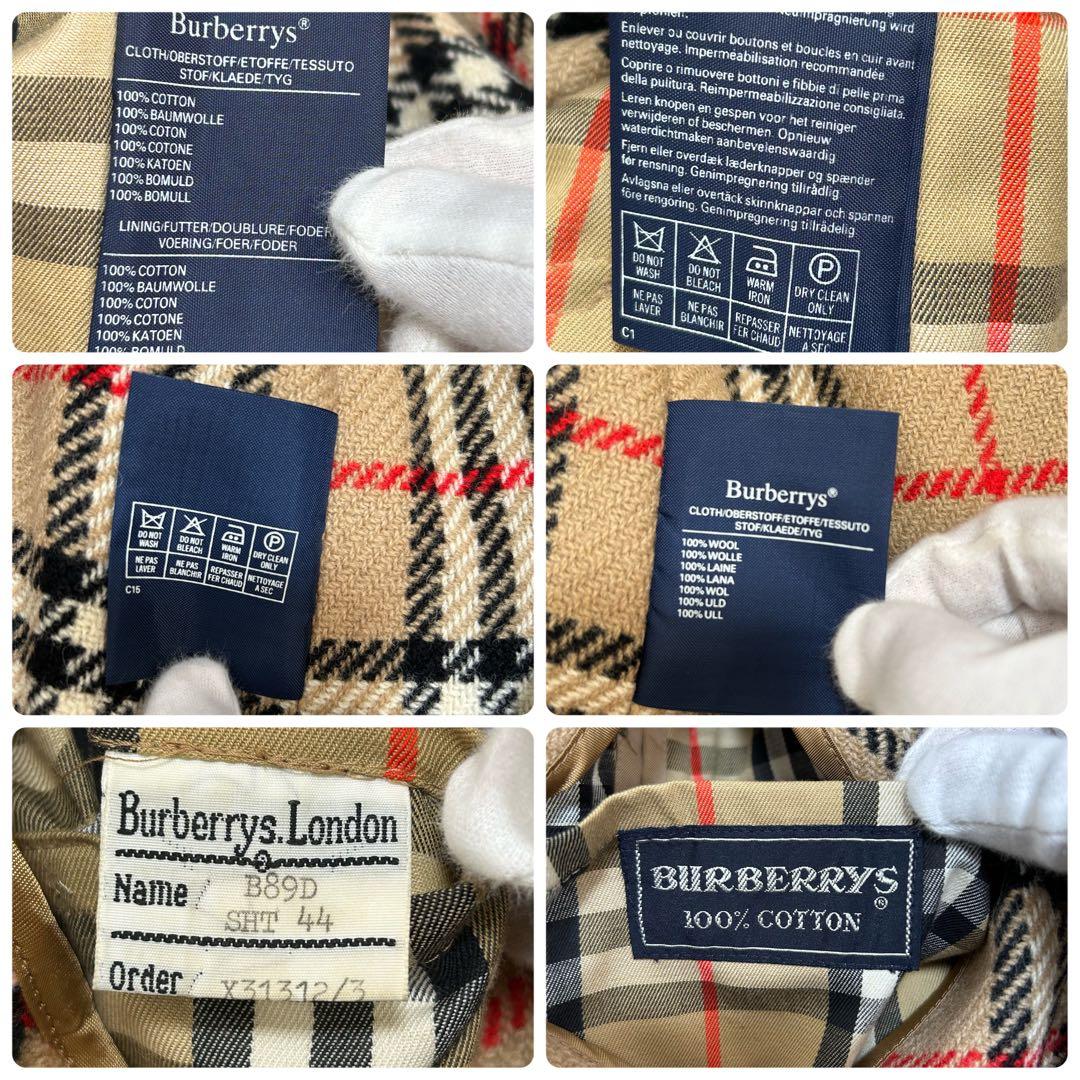 Burberrys®
CLOTH/OBERSTOFF/ETOFFE/TESSUTO
STOF/KLAEDE/TYG
100% COTTON
100% BAUMWOLLE
100% COTON
100% COTONE
100% KATOEN
100% BOMULD
100% BOMULL
LINING/FUTTER/DOUBLURE/FODER
VOERING/FOER/FODER
100% COTTON
100% BAUMWOLLE
100% COTON
100% COTONE
100% KATOEN
100% BOMULD
Reimprägnierung wird
Enlever ou couvrir boutons et boucles en cuir avant
nettoyage. Imperméabilisation recommandée
Coprire o rimuovere bottoni e fibbie di pelle prima
della pulitura. Reimpermeabilizzazione consigliata.
Leren knopen en gespen voor het reiniger
verwijderen of beschermen. Opnieuw
waterdichtmaken aanbevelenswaardig
Fjern eller overdæk læderknapper og spænder
før rensning. Genimpregnering tilrådlig.
Avlagsna eller övertäck skinnknappar och spännen
före rengöring. Genimpregnering tillrådelig.
DO NOT WASH
DO NOT BLEACH
WARM IRON
P
DRY CLEAN ONLY
NE PAS LAVER
NE PAS BLANCHIR
REPASSER FER CHAUD
NETTOYAGE A SEC
C1
DO NOT WASH
DO NOT BLEACH
WARM IRON
P
DRY CLEAN ONLY
NE PAS LAVER
NE PAS BLANCHIR
REPASSER FER CHAUD
NETTOYAGE A SEC
C15
Burberrys®
CLOTH/OBERSTOFF/ETOFFE/TESSUTO
STOF/KLAEDE/TYG
100% WOOL
100% WOLLE
100% LAINE
100% LANA
100% WOL
100% ULD
100% ULL
Burberrys. London
Name / B89D
SHT 44
Order / X31312/3
BURBERRYS®
100% COTTON